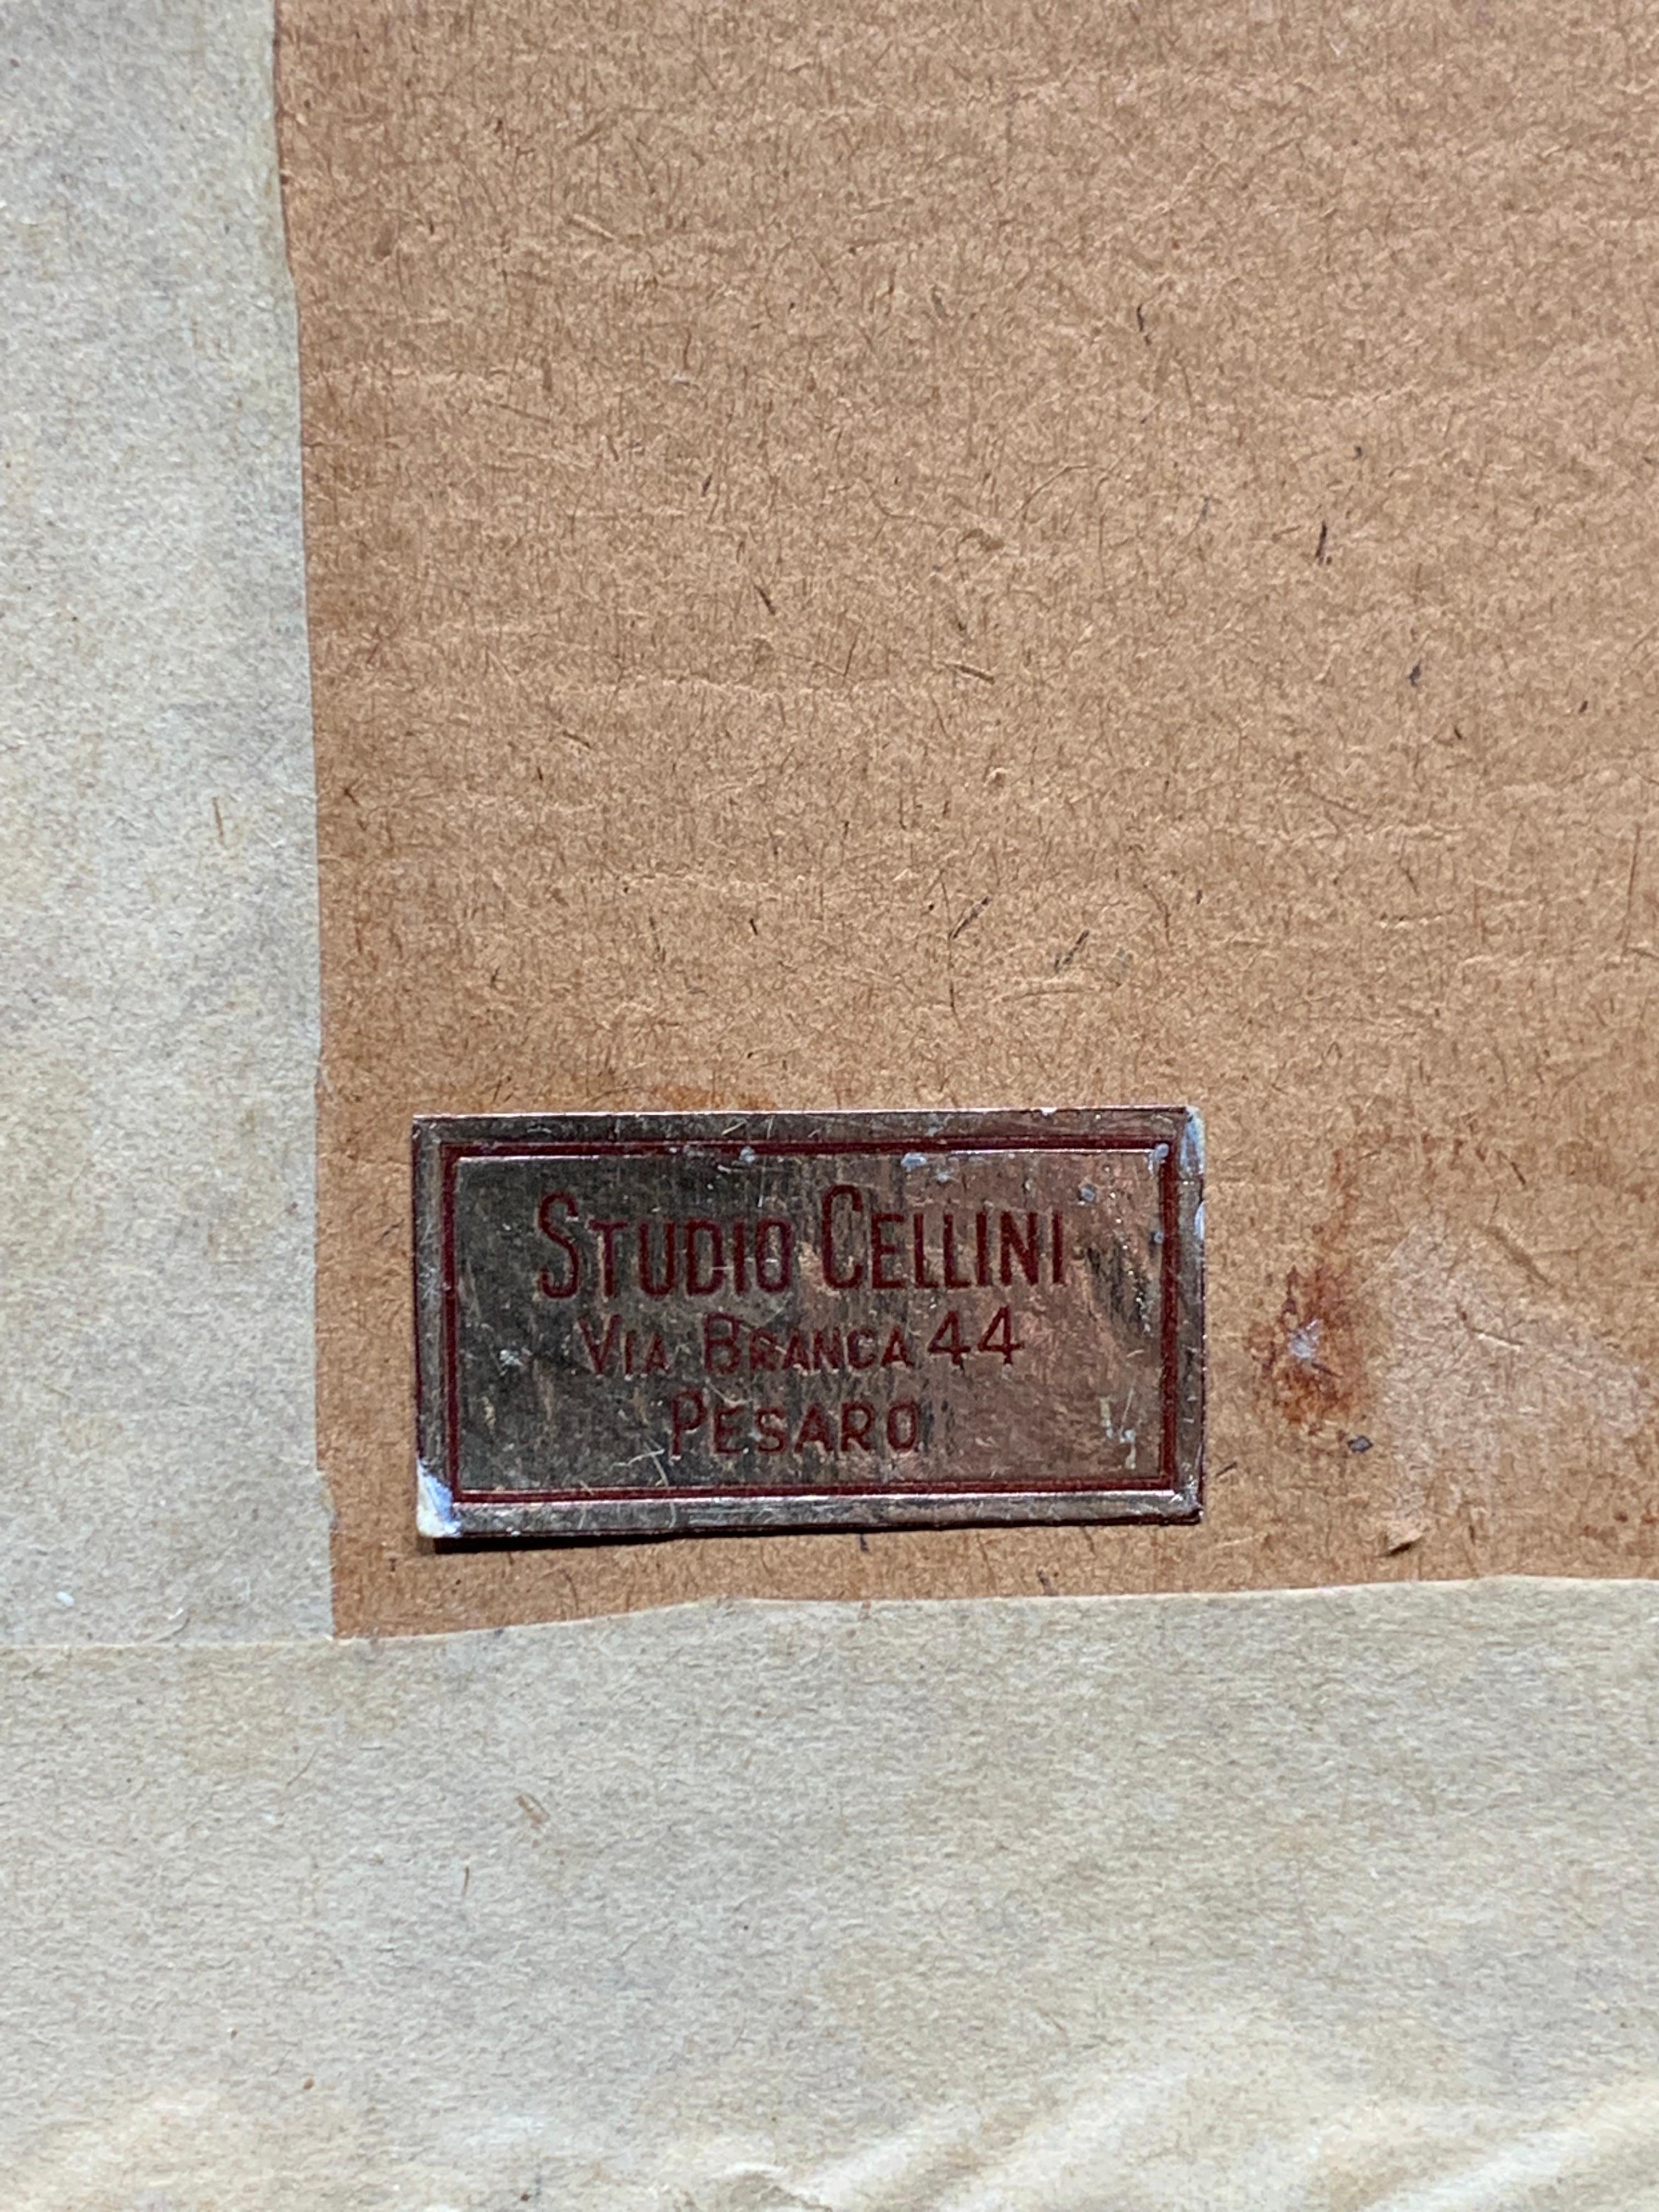 STUDIO CELLINI
VIA BRANCA 44
PESARO